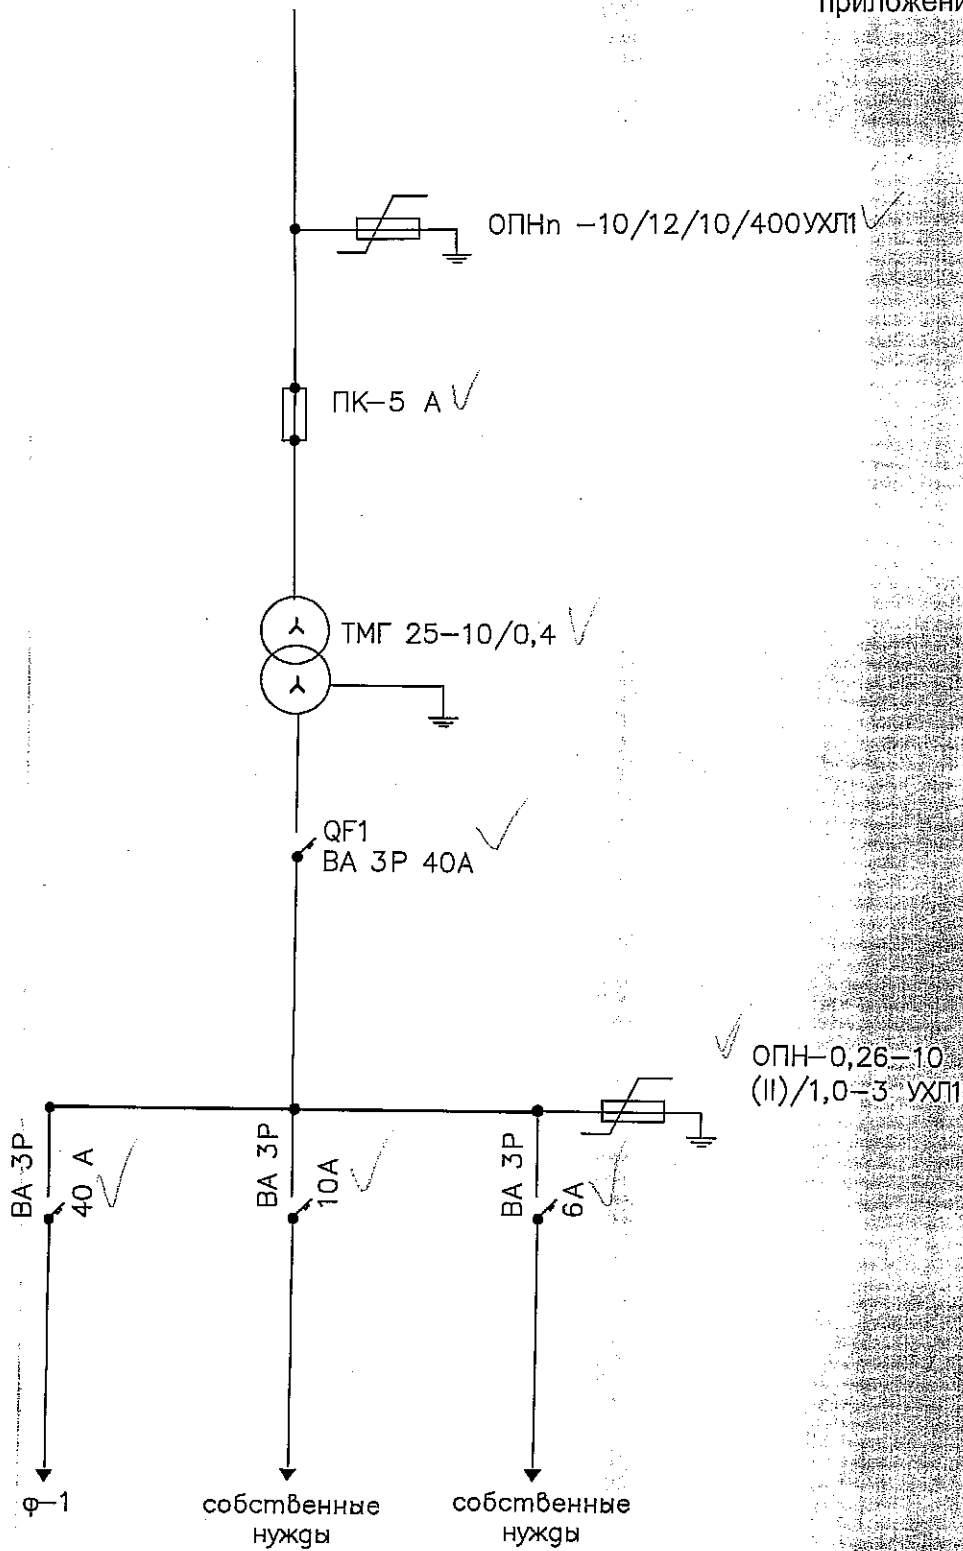 приложени
ОПНп -10/12/10/400УХЛ1
ПК-5 А
ТМГ 25-10/0,4
QF1
ВА 3Р 40А
ОПН-0,26-10
(II)/1,0-3 УХЛ1
ВА 3Р
40 А
ВА 3Р
10А
ВА 3Р
6А
ф-1
собственные
нужды
собственные
нужды